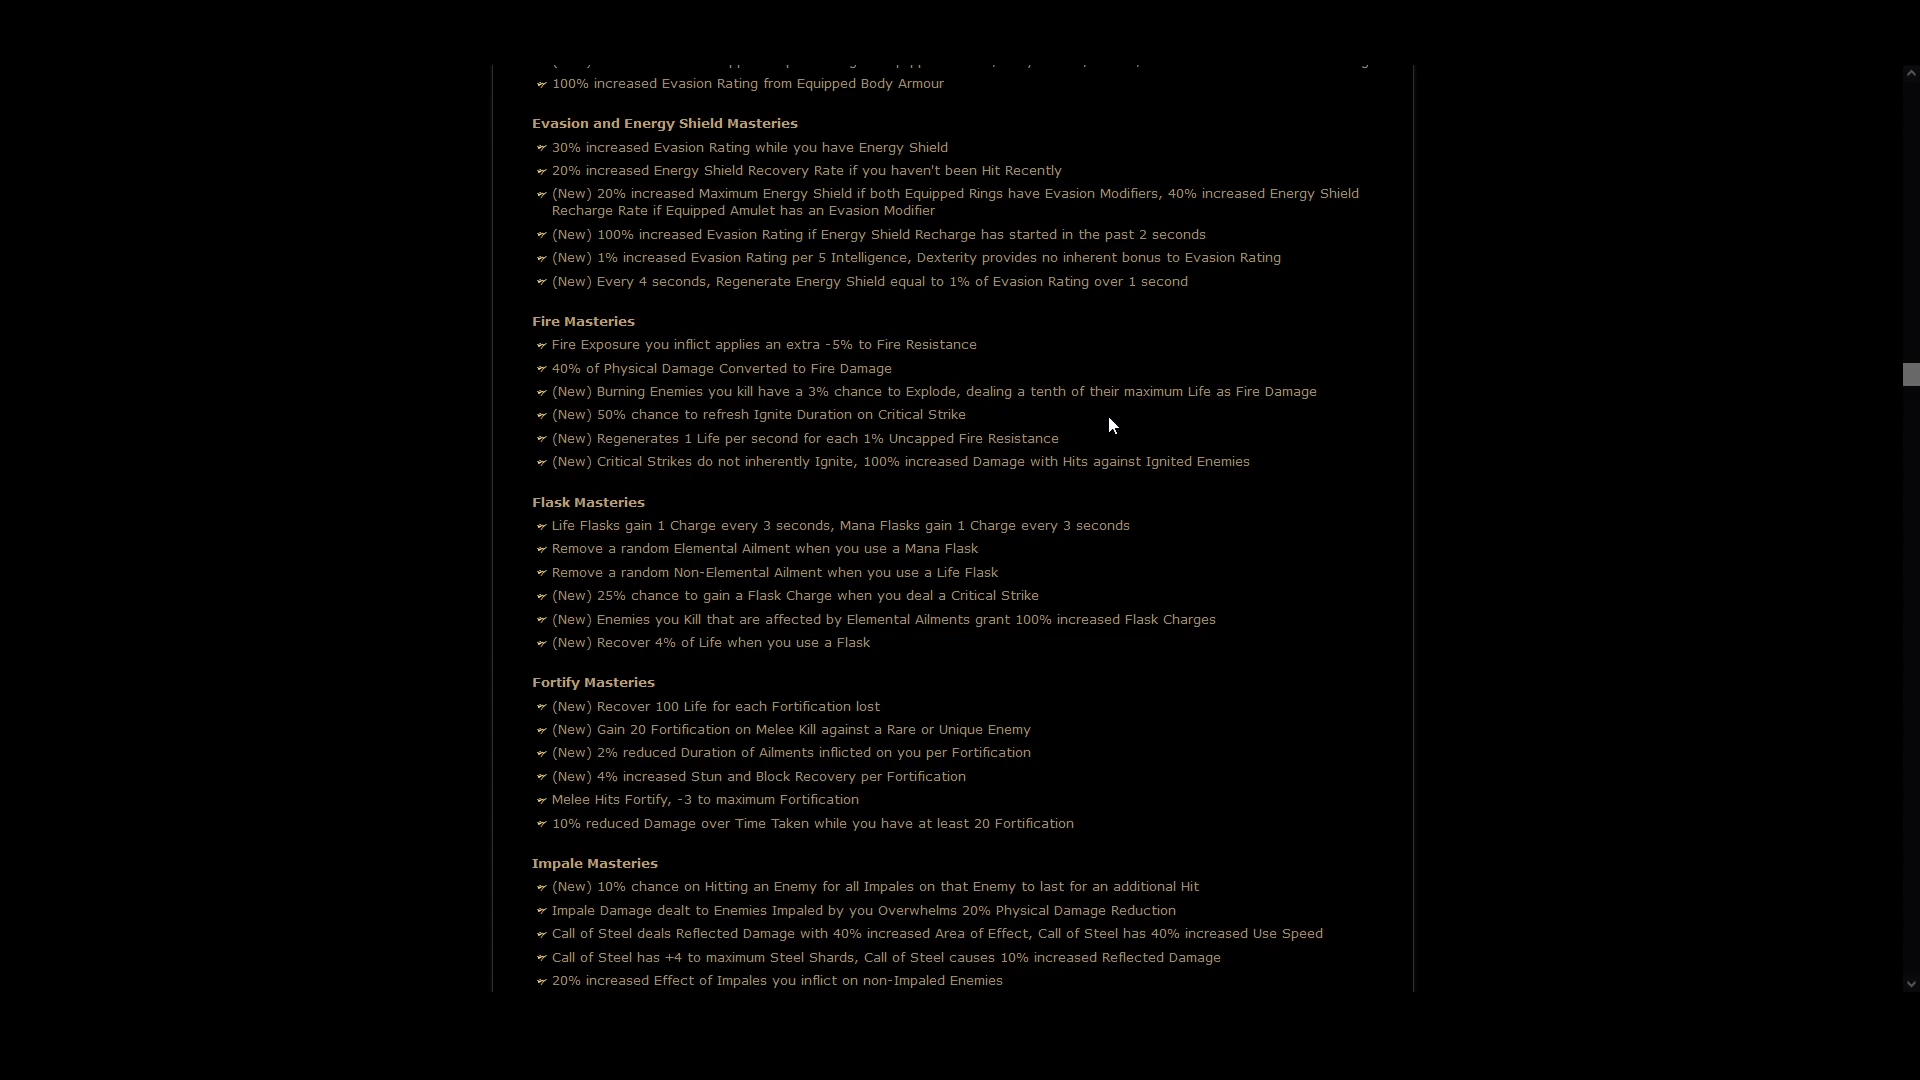 100% increased Evasion Rating from Equipped Body Armour
Evasion and Energy Shield Masteries
30% increased Evasion Rating while you have Energy Shield
20% increased Energy Shield Recovery Rate if you haven't been Hit Recently
(New) 20% increased Maximum Energy Shield if both Equipped Rings have Evasion Modifiers, 40% increased Energy Shield
Recharge Rate if Equipped Amulet has an Evasion Modifier
(New) 100% increased Evasion Rating if Energy Shield Recharge has started in the past 2 seconds
(New) 1% increased Evasion Rating per 5 Intelligence, Dexterity provides no inherent bonus to Evasion Rating
(New) Every 4 seconds, Regenerate Energy Shield equal to 1% of Evasion Rating over 1 second
Fire Masteries
Fire Exposure you inflict applies an extra -5% to Fire Resistance
40% of Physical Damage Converted to Fire Damage
(New) Burning Enemies you kill have a 3% chance to Explode, dealing a tenth of their maximum Life as Fire Damage
(New) 50% chance to refresh Ignite Duration on Critical Strike
(New) Regenerates 1 Life per second for each 1% Uncapped Fire Resistance
(New) Critical Strikes do not inherently Ignite, 100% increased Damage with Hits against Ignited Enemies
Flask Masteries
Life Flasks gain 1 Charge every 3 seconds, Mana Flasks gain 1 Charge every 3 seconds
Remove a random Elemental Ailment when you use a Mana Flask
Remove a random Non-Elemental Ailment when you use a Life Flask
(New) 25% chance to gain a Flask Charge when you deal a Critical Strike
(New) Enemies you Kill that are affected by Elemental Ailments grant 100% increased Flask Charges
(New) Recover 4% of Life when you use a Flask
Fortify Masteries
(New) Recover 100 Life for each Fortification lost
(New) Gain 20 Fortification on Melee Kill against a Rare or Unique Enemy
(New) 2% reduced Duration of Ailments inflicted on you per Fortification
(New) 4% increased Stun and Block Recovery per Fortification
Melee Hits Fortify, -3 to maximum Fortification
10% reduced Damage over Time Taken while you have at least 20 Fortification
Impale Masteries
(New) 10% chance on Hitting an Enemy for all Impales on that Enemy to last for an additional Hit
Impale Damage dealt to Enemies Impaled by you Overwhelms 20% Physical Damage Reduction
Call of Steel deals Reflected Damage with 40% increased Area of Effect, Call of Steel has 40% increased Use Speed
Call of Steel has +4 to maximum Steel Shards, Call of Steel causes 10% increased Reflected Damage
20% increased Effect of Impales you inflict on non-Impaled Enemies